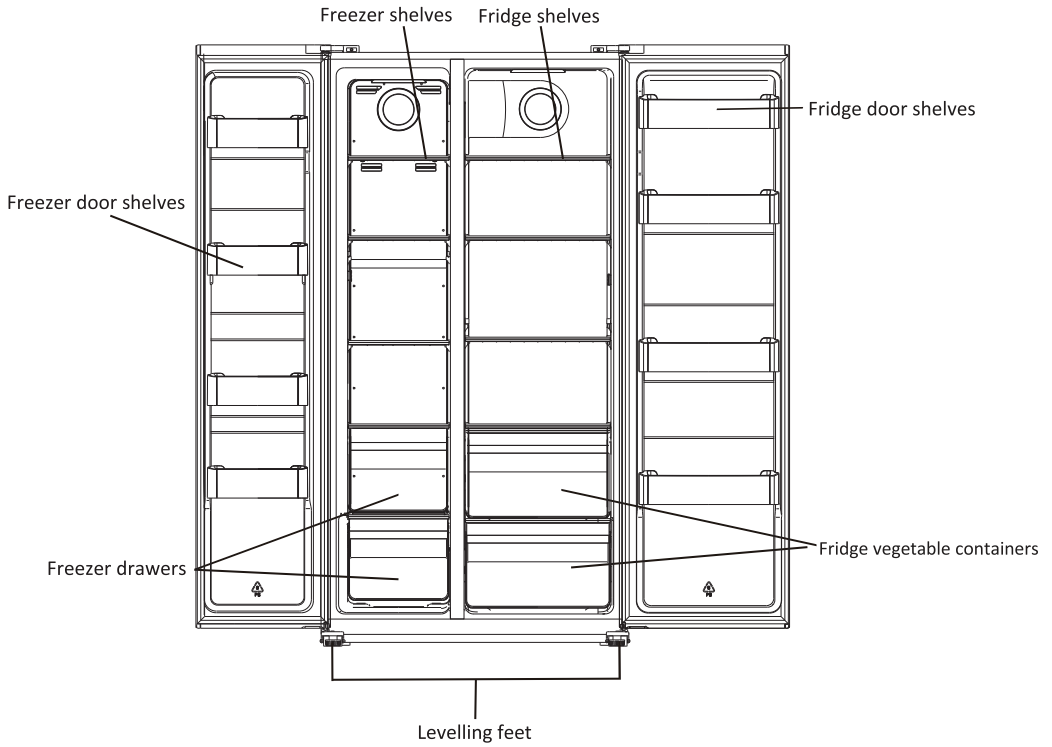 Freezer shelves
Fridge shelves
Fridge door shelves
Freezer door shelves
Fridge vegetable containers
Freezer drawers
Levelling feet